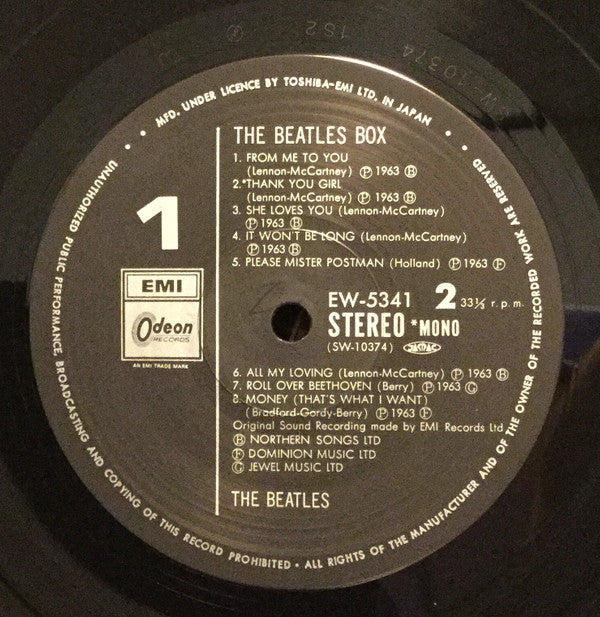 W-10374 1S2
• MFD. UNDER LICENCE BY TOSHIBA-EMI LTD. IN JAPAN •
THE BEATLES BOX
1. FROM ME TO YOU
(Lennon-McCartney) Ⓟ 1963 Ⓑ
2.*THANK YOU GIRL
(Lennon-McCartney) Ⓟ 1963 Ⓑ
3. SHE LOVES YOU (Lennon-McCartney)
Ⓟ 1963 Ⓑ
4. IT WON'T BE LONG (Lennon-McCartney)
Ⓟ 1963 Ⓑ
5. PLEASE MISTER POSTMAN (Holland) Ⓟ 1963 Ⓕ
1
EMI
Odeon
RECORDS
AN EMI TRADE MARK
EW-5341 2 33⅓ r.p.m.
STEREO *MONO
(SW-10374) JASRAC
6. ALL MY LOVING (Lennon-McCartney) Ⓟ 1963 Ⓑ
7. ROLL OVER BEETHOVEN (Berry) Ⓟ 1963 Ⓖ
8. MONEY (THAT'S WHAT I WANT)
(Bradford-Gordy-Berry) Ⓟ 1963 Ⓕ
Original Sound Recording made by EMI Records Ltd
Ⓑ NORTHERN SONGS LTD
Ⓕ DOMINION MUSIC LTD
Ⓖ JEWEL MUSIC LTD
THE BEATLES
UNAUTHORIZED PUBLIC PERFORMANCE, BROADCASTING AND COPYING OF THIS RECORD PROHIBITED • ALL RIGHTS OF THE MANUFACTURER AND OF THE OWNER OF THE RECORDED WORK ARE RESERVED